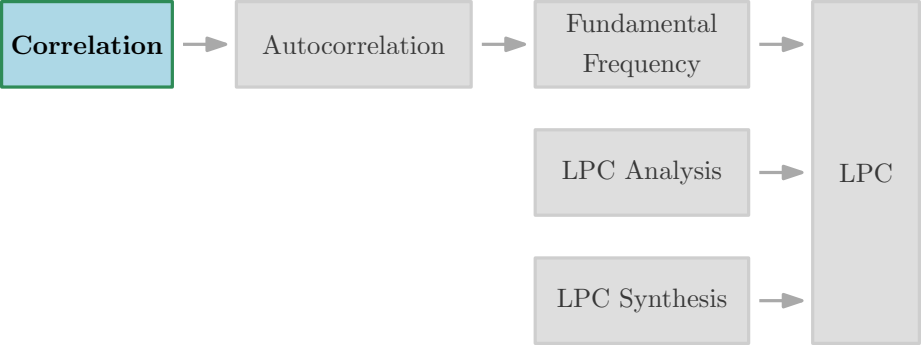 Correlation
Autocorrelation
Fundamental
Frequency
LPC Analysis
LPC
LPC Synthesis